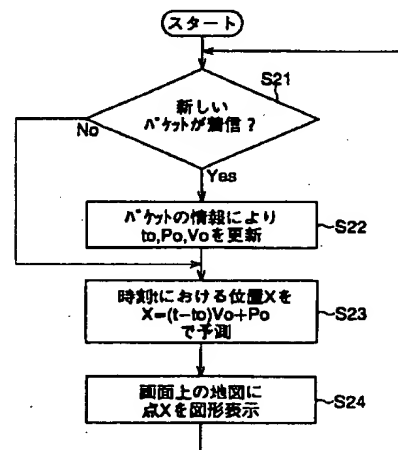 スタート
S21
新しい
パケットが着信？
No
Yes
パケットの情報により
to,Po,Voを更新
S22
時刻tにおける位置Xを
X=(t-to)Vo+Po
で予測
S23
画面上の地図に
点Xを図形表示
S24